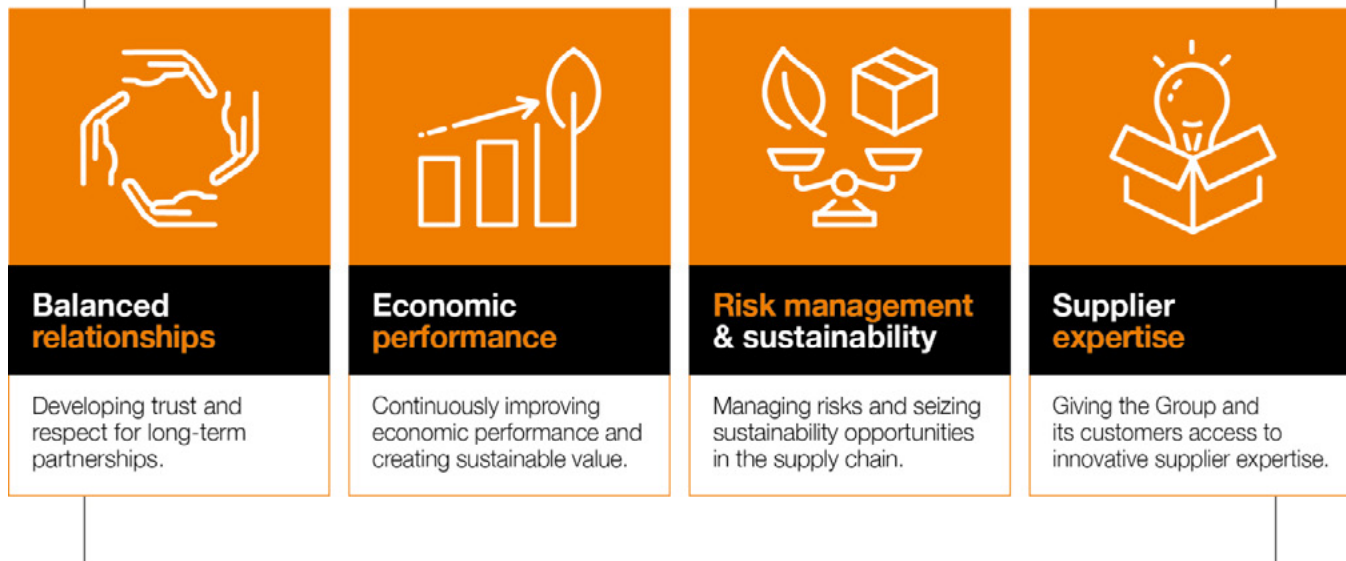 Balanced
relationships
Developing trust and
respect for long-term
partnerships.
Economic
performance
Continuously improving
economic performance and
creating sustainable value.
Risk management
& sustainability
Managing risks and seizing
sustainability opportunities
in the supply chain.
Supplier
expertise
Giving the Group and
its customers access to
innovative supplier expertise.